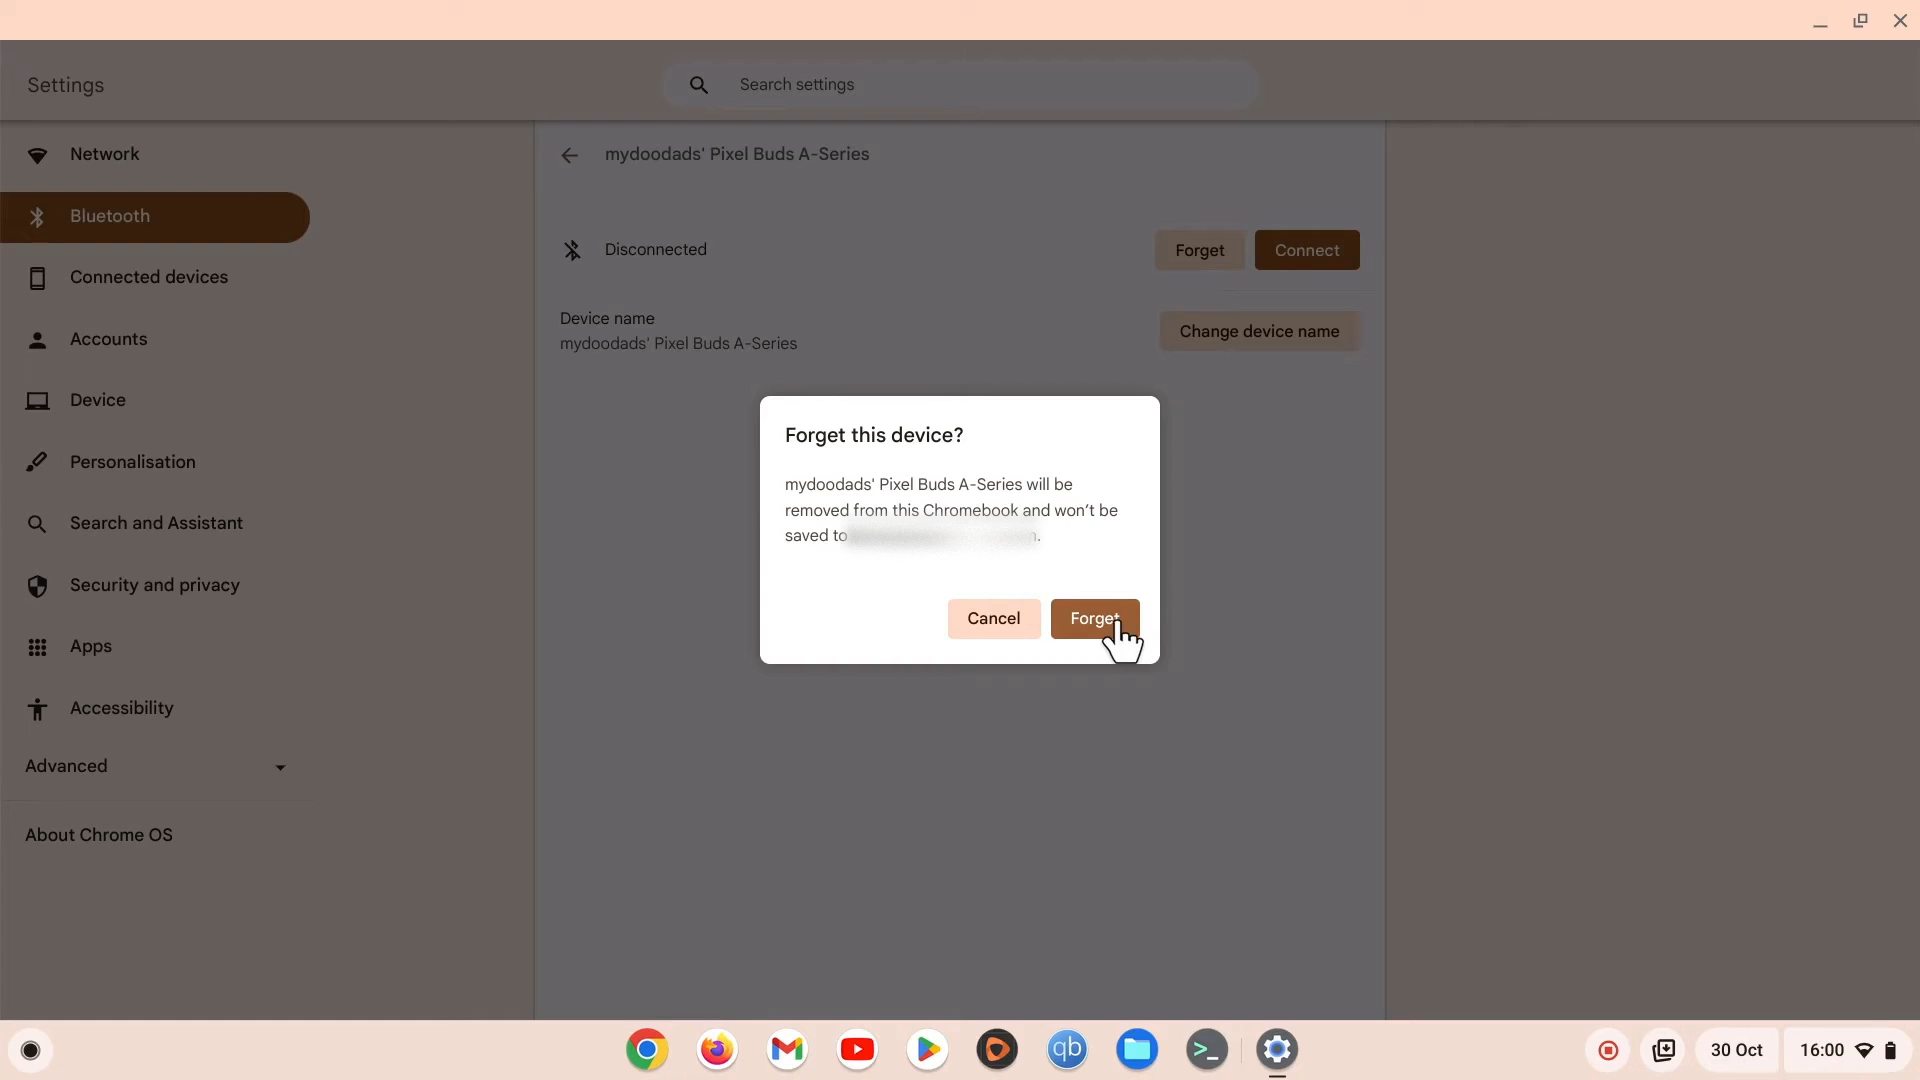 Settings
Search settings
Network
Bluetooth
Connected devices
Accounts
Device
Personalisation
Search and Assistant
Security and privacy
Apps
Accessibility
Advanced
About Chrome OS
mydoodads' Pixel Buds A-Series
Disconnected
Forget
Connect
Device name
mydoodads' Pixel Buds A-Series
Change device name
Forget this device?
mydoodads' Pixel Buds A-Series will be
removed from this Chromebook and won't be
saved to
Cancel
Forget
qb
>_
30 Oct
16:00